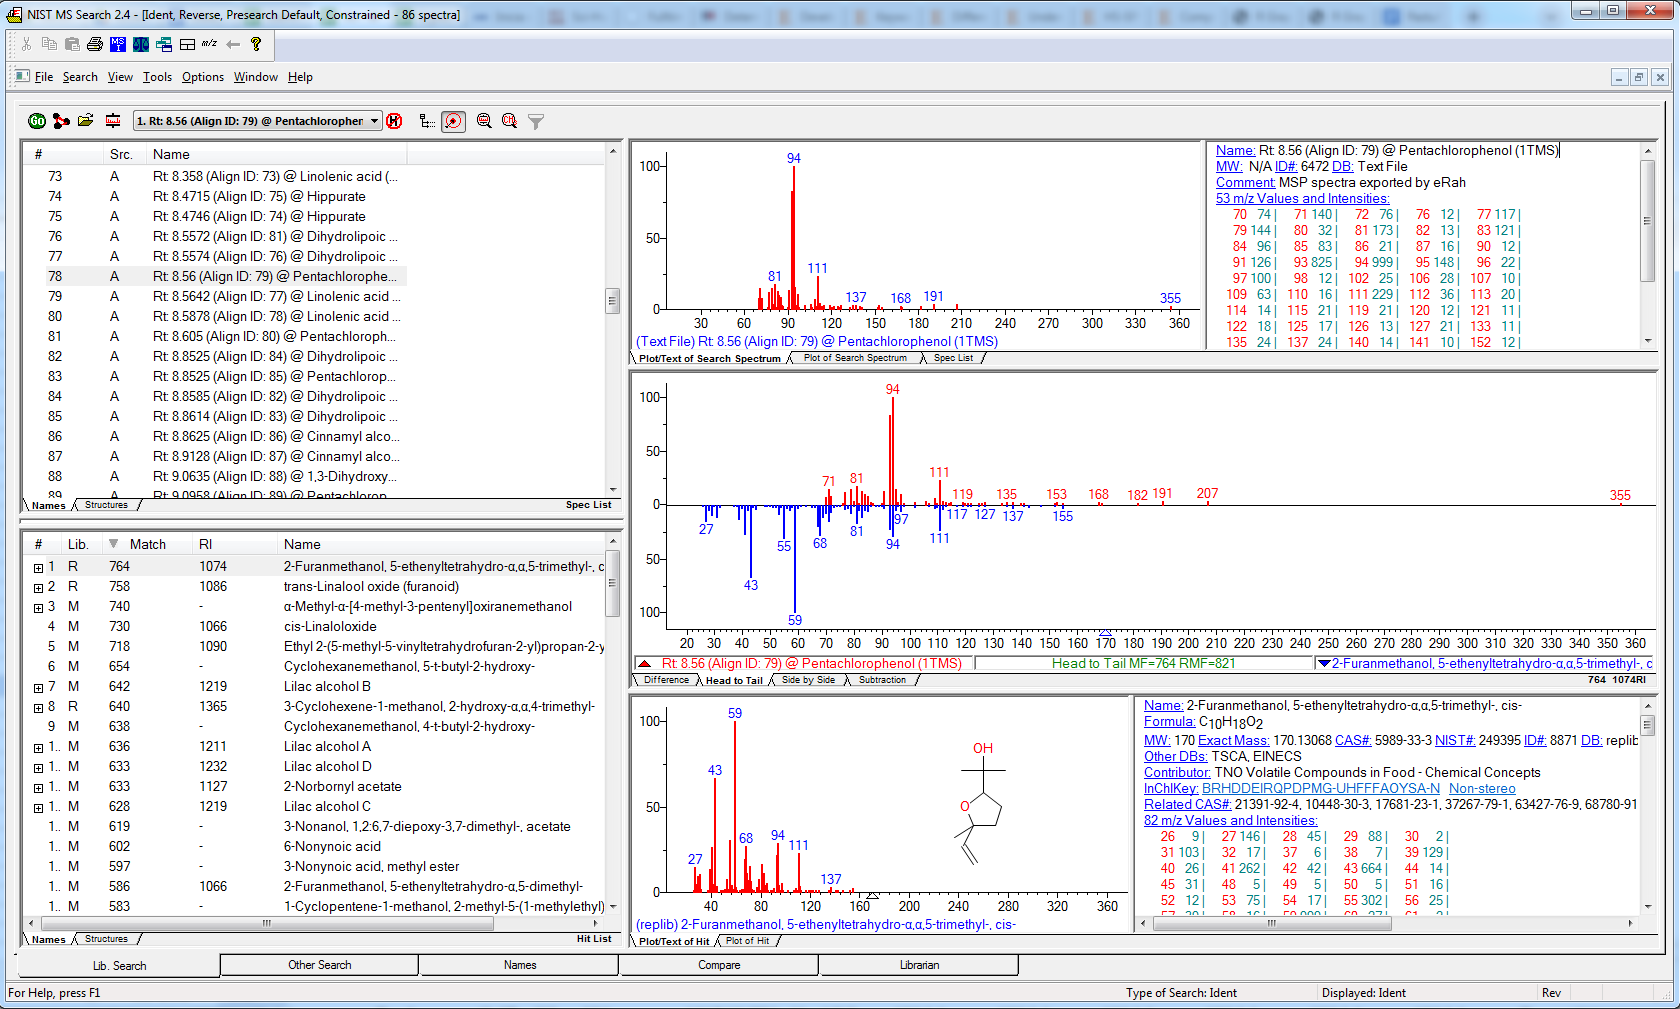 NIST MS Search 2.4 - [Ident, Reverse, Presearch Default, Constrained - 86 spectra]
File Search View Tools Options Window Help
1. Rt: 8.56 (Align ID: 79) @ Pentachlorophen
# Src. Name
73 A Rt: 8.358 (Align ID: 73) @ Linolenic acid (...
74 A Rt: 8.4715 (Align ID: 75) @ Hippurate
75 A Rt: 8.4746 (Align ID: 74) @ Hippurate
76 A Rt: 8.5572 (Align ID: 81) @ Dihydrolipoic ...
77 A Rt: 8.5574 (Align ID: 76) @ Dihydrolipoic ...
78 A Rt: 8.56 (Align ID: 79) @ Pentachlorophe...
79 A Rt: 8.5642 (Align ID: 77) @ Linolenic acid ...
80 A Rt: 8.5878 (Align ID: 78) @ Linolenic acid ...
81 A Rt: 8.605 (Align ID: 80) @ Pentachloroph...
82 A Rt: 8.8525 (Align ID: 84) @ Dihydrolipoic ...
83 A Rt: 8.8525 (Align ID: 85) @ Pentachlorop...
84 A Rt: 8.8585 (Align ID: 82) @ Dihydrolipoic ...
85 A Rt: 8.8614 (Align ID: 83) @ Dihydrolipoic ...
86 A Rt: 8.8625 (Align ID: 86) @ Cinnamyl alco...
87 A Rt: 8.9128 (Align ID: 87) @ Cinnamyl alco...
88 A Rt: 9.0635 (Align ID: 88) @ 1,3-Dihydroxy...
89 A Rt: 9.0958 (Align ID: 89) @ Pentachlorop
Names Structures Spec List
# Lib. Match RI Name
1 R 764 1074 2-Furanmethanol, 5-ethenyltetrahydro-α,α,5-trimethyl-, c
2 R 758 1086 trans-Linalool oxide (furanoid)
3 M 740 - α-Methyl-α-[4-methyl-3-pentenyl]oxiranemethanol
4 M 730 1066 cis-Linaloloxide
5 M 718 1090 Ethyl 2-(5-methyl-5-vinyltetrahydrofuran-2-yl)propan-2-y
6 M 654 - Cyclohexanemethanol, 5-t-butyl-2-hydroxy-
7 M 642 1219 Lilac alcohol B
8 R 640 1365 3-Cyclohexene-1-methanol, 2-hydroxy-α,α,4-trimethyl-
9 M 638 - Cyclohexanemethanol, 4-t-butyl-2-hydroxy-
1.. M 636 1211 Lilac alcohol A
1.. M 633 1232 Lilac alcohol D
1.. M 633 1127 2-Norbornyl acetate
1.. M 628 1219 Lilac alcohol C
1.. M 619 - 3-Nonanol, 1,2:6,7-diepoxy-3,7-dimethyl-, acetate
1.. M 602 - 6-Nonynoic acid
1.. M 597 - 3-Nonynoic acid, methyl ester
1.. M 586 1066 2-Furanmethanol, 5-ethenyltetrahydro-α,5-dimethyl-
1.. M 583 - 1-Cyclopentene-1-methanol, 2-methyl-5-(1-methylethyl)
Names Structures Hit List
100 50 0
94 81 111 137 168 191 355
30 60 90 120 150 180 210 240 270 300 330 360
(Text File) Rt: 8.56 (Align ID: 79) @ Pentachlorophenol (1TMS)
Plot/Text of Search Spectrum Plot of Search Spectrum Spec List
Name: Rt: 8.56 (Align ID: 79) @ Pentachlorophenol (1TMS)
MW: N/A ID#: 6472 DB: Text File
Comment: MSP spectra exported by eRah
53 m/z Values and Intensities:
70 74 | 71 140 | 72 76 | 76 12 | 77 117 |
79 144 | 80 32 | 81 173 | 82 13 | 83 121 |
84 96 | 85 83 | 86 21 | 87 16 | 90 12 |
91 126 | 93 825 | 94 999 | 95 148 | 96 22 |
97 100 | 98 12 | 102 25 | 106 28 | 107 10 |
109 63 | 110 16 | 111 229 | 112 36 | 113 20 |
114 14 | 115 21 | 119 21 | 120 12 | 121 11 |
122 18 | 125 17 | 126 13 | 127 21 | 133 11 |
135 24 | 137 24 | 140 14 | 141 10 | 152 12 |
100 50 0 50 100
94 71 81 111 119 135 153 168 182 191 207 355
27 43 55 59 68 81 94 97 111 117 127 137 155
20 30 40 50 60 70 80 90 100 110 120 130 140 150 160 170 180 190 200 210 220 230 240 250 260 270 280 290 300 310 320 330 340 350 360
Rt: 8.56 (Align ID: 79) @ Pentachlorophenol (1TMS) Head to Tail MF=764 RMF=821 2-Furanmethanol, 5-ethenyltetrahydro-α,α,5-trimethyl-, c
Difference Head to Tail Side by Side Subtraction 764 1074RI
100 50 0
59 43 27 68 94 111 137
OH
O
40 80 120 160 200 240 280 320 360
(replib) 2-Furanmethanol, 5-ethenyltetrahydro-α,α,5-trimethyl-, cis-
Plot/Text of Hit Plot of Hit
Name: 2-Furanmethanol, 5-ethenyltetrahydro-α,α,5-trimethyl-, cis-
Formula: C10H18O2
MW: 170 Exact Mass: 170.13068 CAS#: 5989-33-3 NIST#: 249395 ID#: 8871 DB: replib
Other DBs: TSCA, EINECS
Contributor: TNO Volatile Compounds in Food - Chemical Concepts
InChIKey: BRHDDEIRQPDPMG-UHFFFAOYSA-N Non-stereo
Related CAS#: 21391-92-4, 10448-30-3, 17681-23-1, 37267-79-1, 63427-76-9, 68780-91
82 m/z Values and Intensities:
26 9 | 27 146 | 28 45 | 29 88 | 30 2 |
31 103 | 32 17 | 37 6 | 38 7 | 39 129 |
40 26 | 41 262 | 42 42 | 43 664 | 44 14 |
45 31 | 48 5 | 49 5 | 50 5 | 51 16 |
52 12 | 53 75 | 54 17 | 55 302 | 56 25 |
Lib. Search Other Search Names Compare Librarian
For Help, press F1 Type of Search: Ident Displayed: Ident Rev